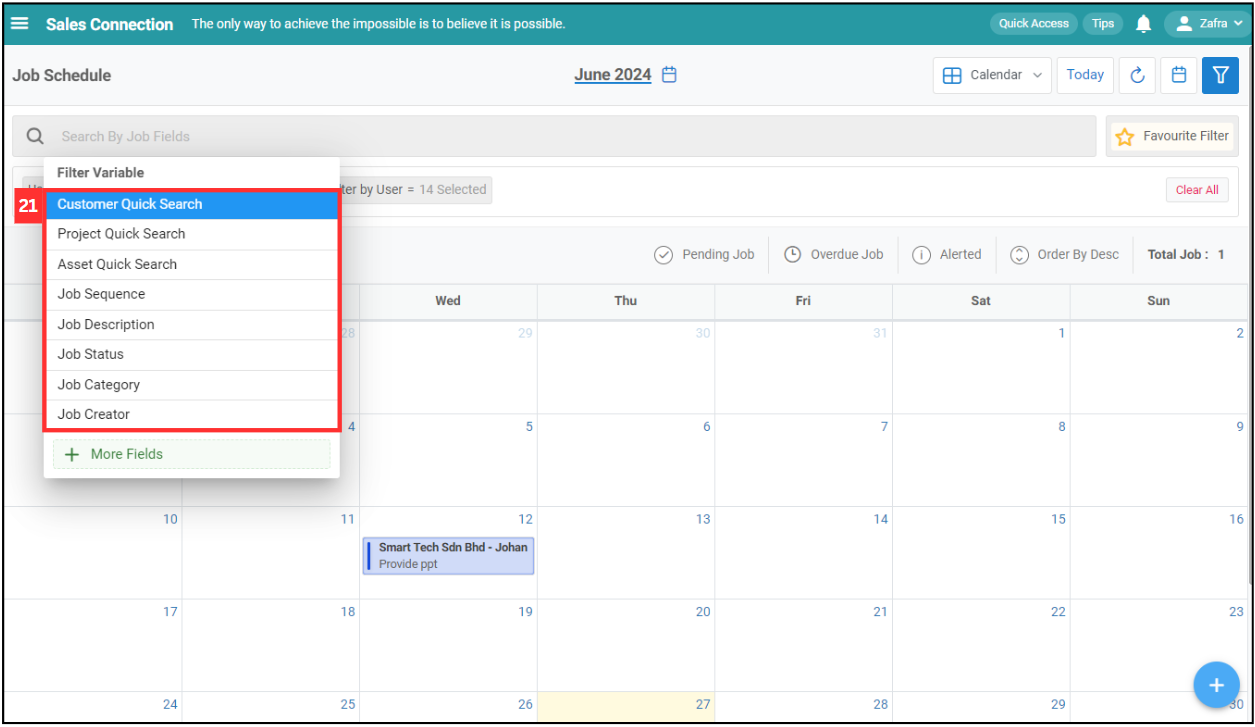 Sales Connection The only way to achieve the impossible is to believe it is possible. Quick Access Tips Zafra
Job Schedule June 2024 Calendar Today
Search By Job Fields Favourite Filter
Filter Variable
by User = 14 Selected Clear All
21 Customer Quick Search
Project Quick Search
Asset Quick Search
Job Sequence
Job Description
Job Status
Job Category
Job Creator
+ More Fields
Pending Job Overdue Job Alerted Order By Desc Total Job : 1
Wed Thu Fri Sat Sun
28 29 30 31 1 2
4 5 6 7 8 9
10 11 12 13 14 15 16
Smart Tech Sdn Bhd - Johan
Provide ppt
17 18 19 20 21 22 23
24 25 26 27 28 29 30